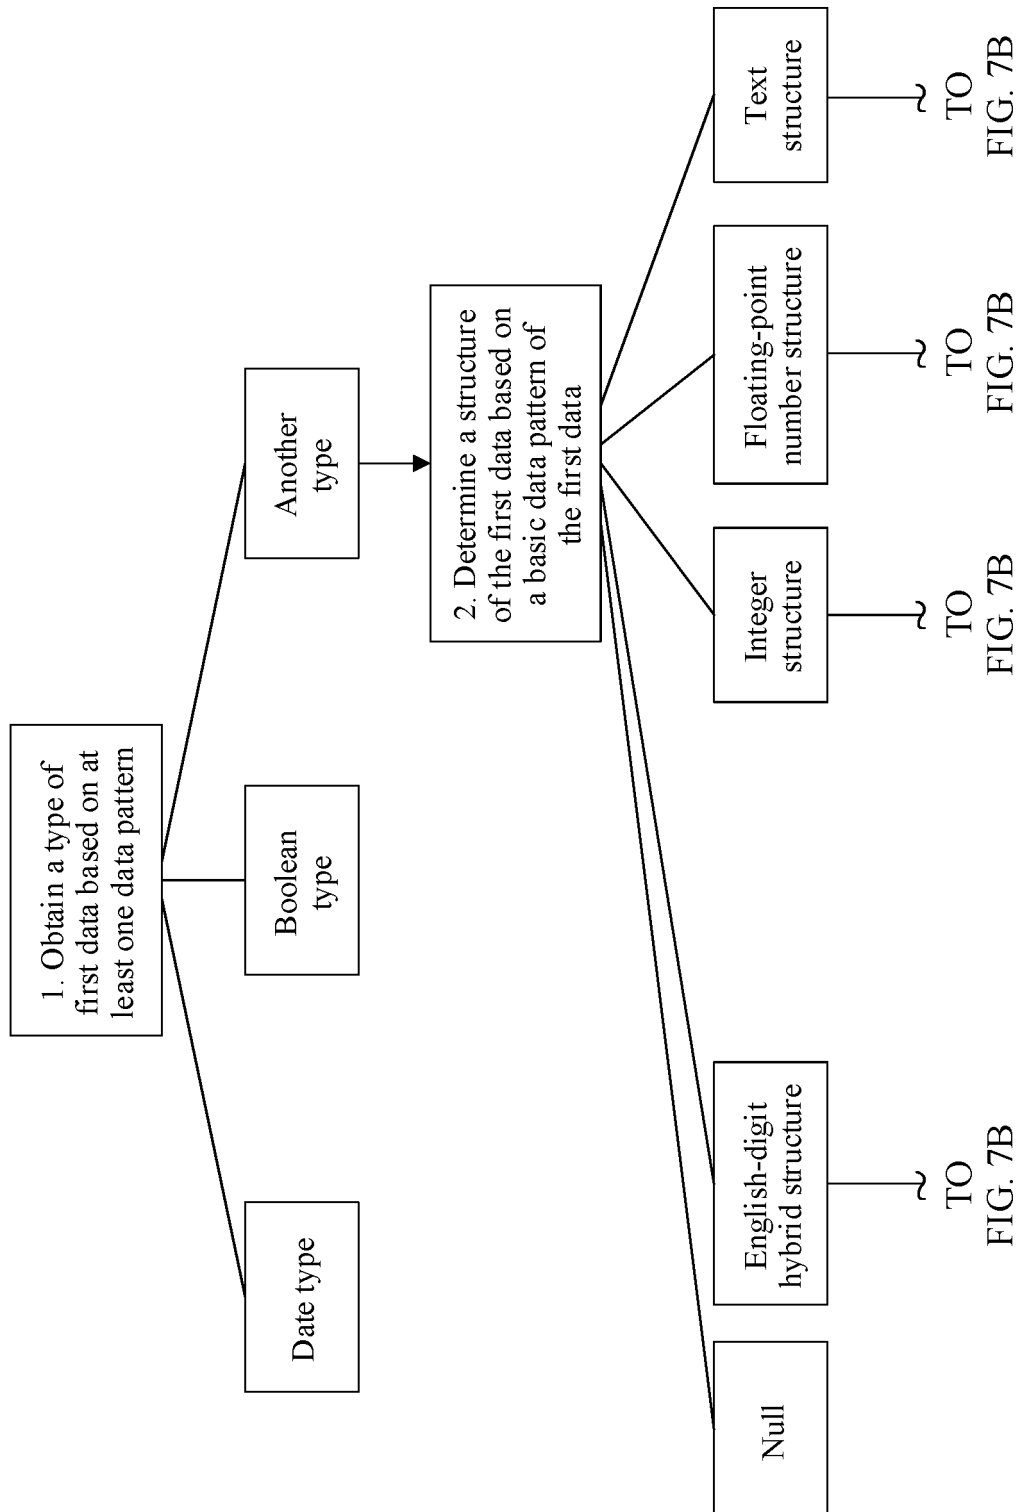 1. Obtain a type of
first data based on at
least one data pattern
Date type
Boolean
type
Another
type
2. Determine a structure
of the first data based on
a basic data pattern of
the first data
Null
English-digit
hybrid structure
Integer
structure
Floating-point
number structure
Text
structure
TO
FIG. 7B
TO
FIG. 7B
TO
FIG. 7B
TO
FIG. 7B